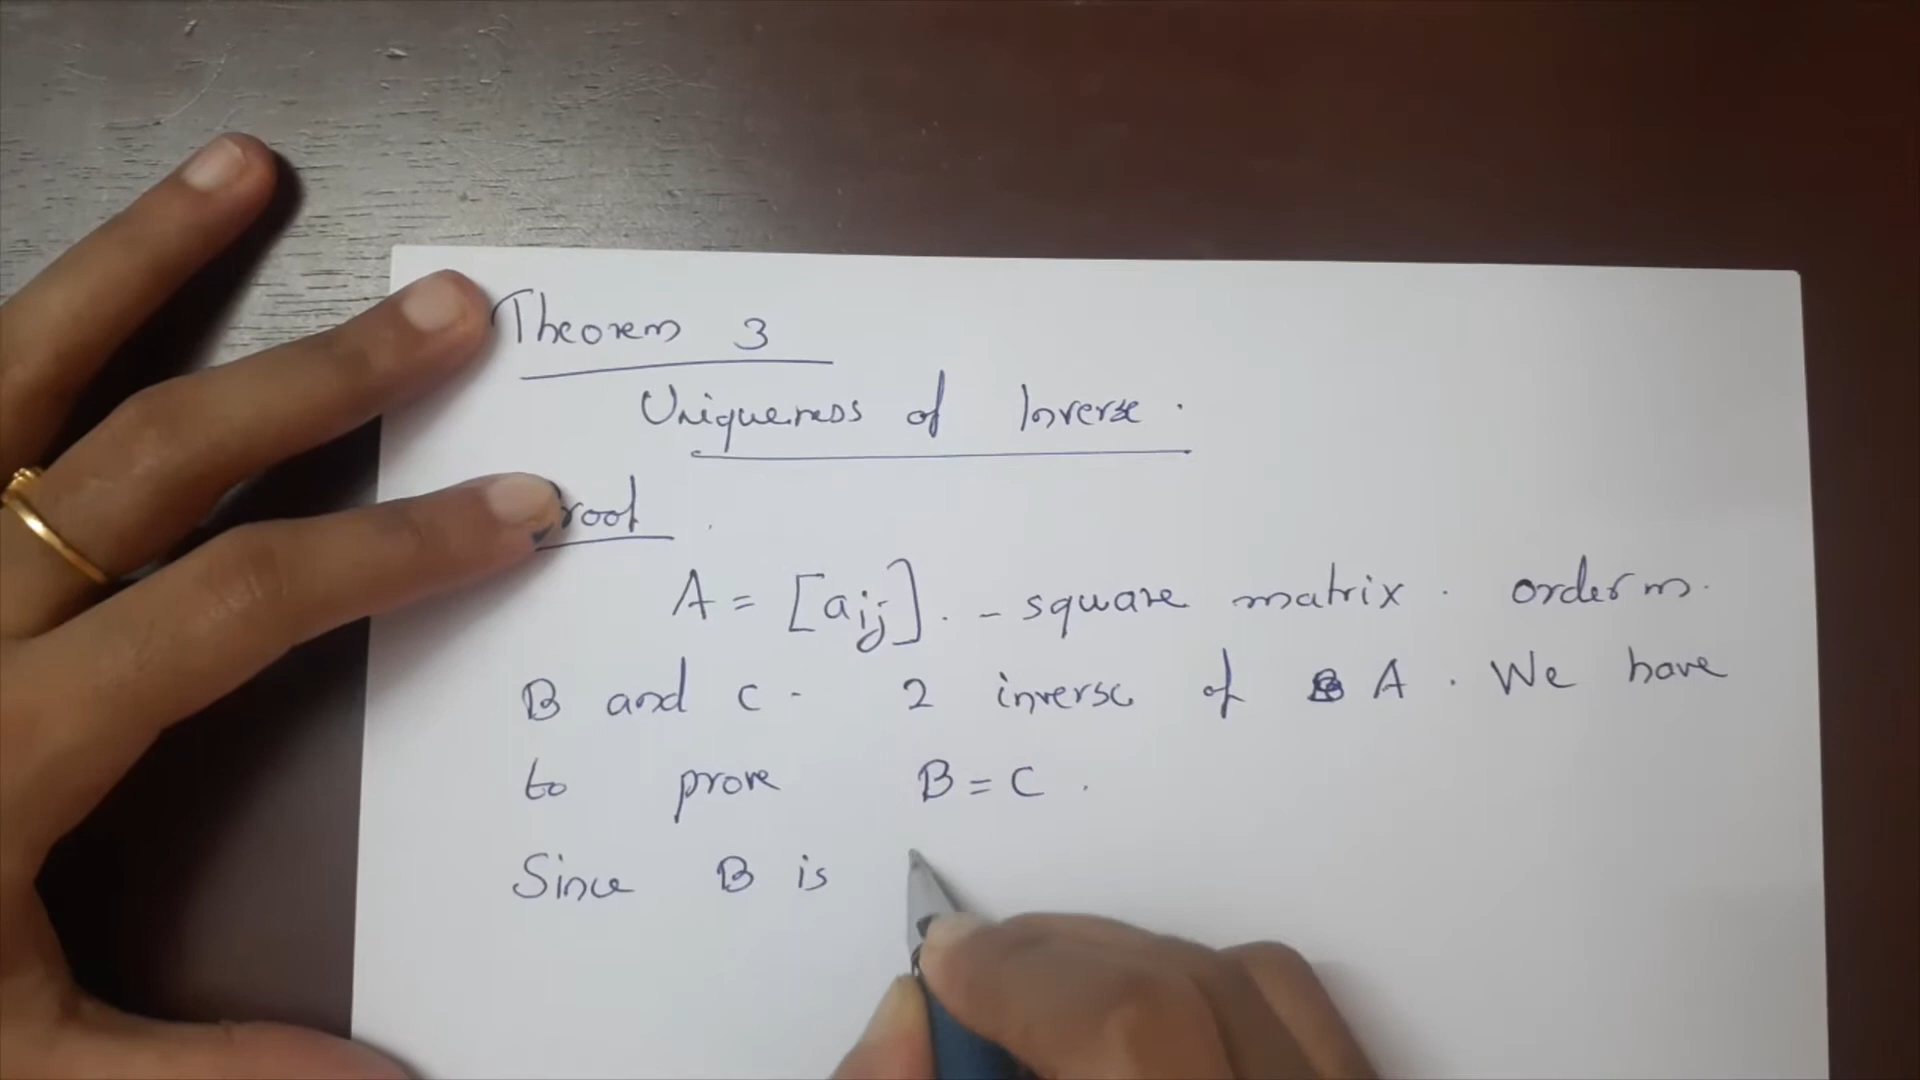 Theorem 3
Uniqueness of Inverse.
Proof
A = [aij]. - square matrix. order m.
B and C - 2 inverse of A. We have
to prove B = C.
Since B is